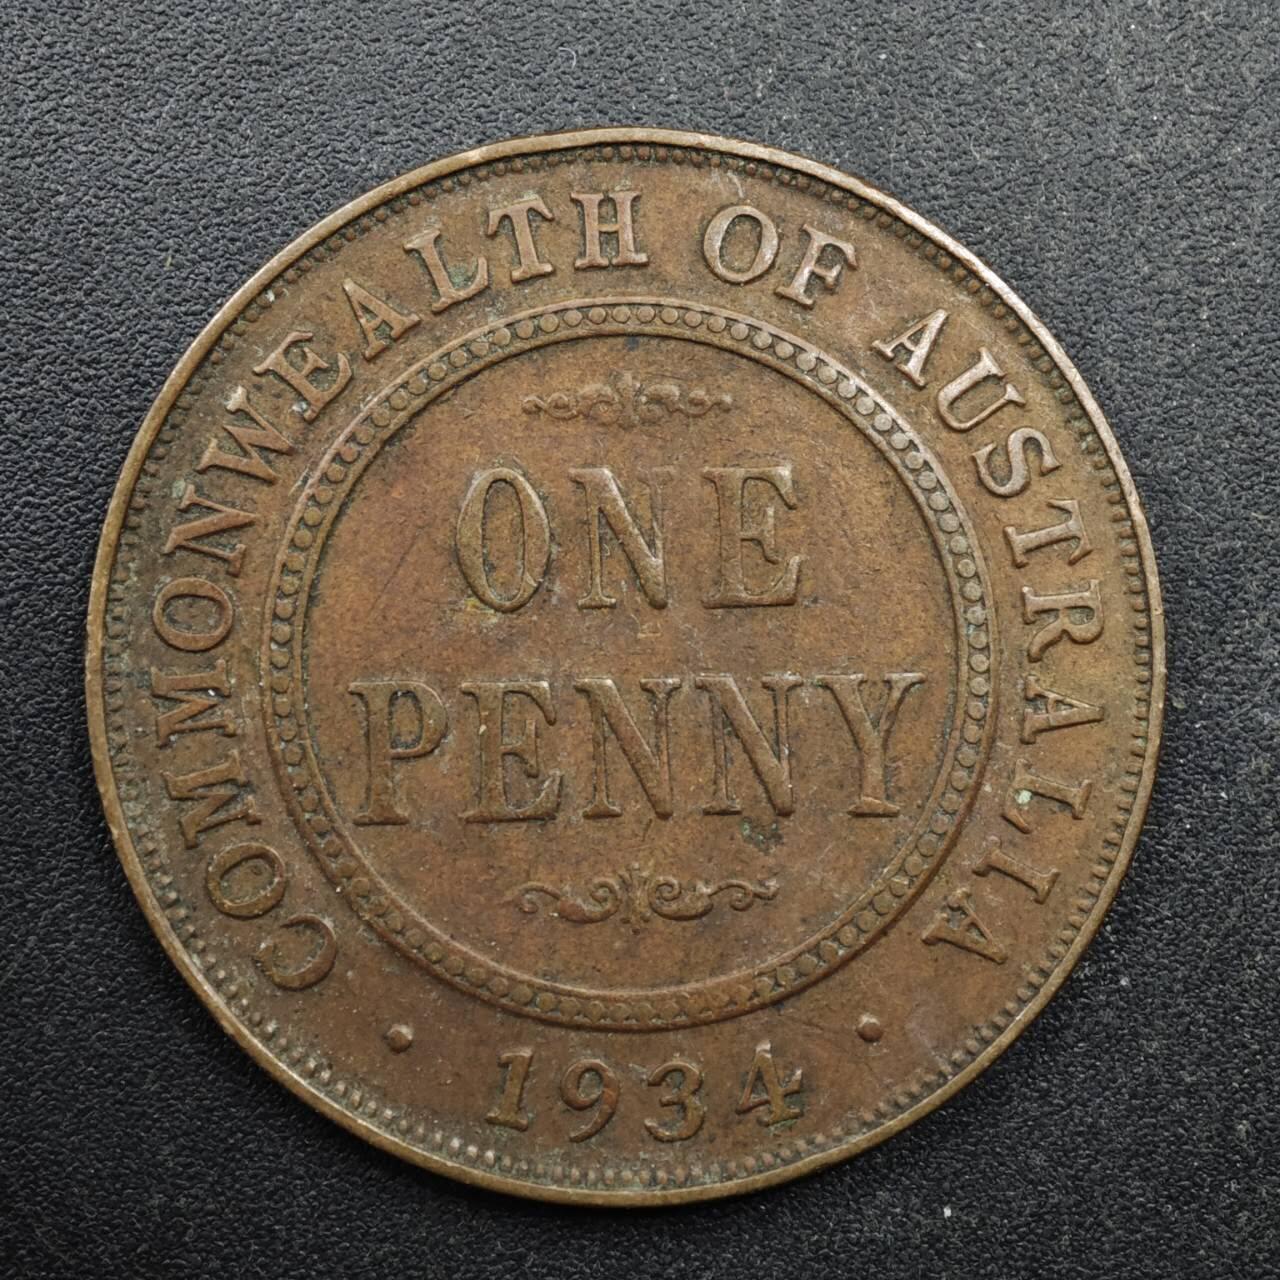 COMMONWEALTH OF AUSTRALIA
ONE
PENNY
· 1934 ·